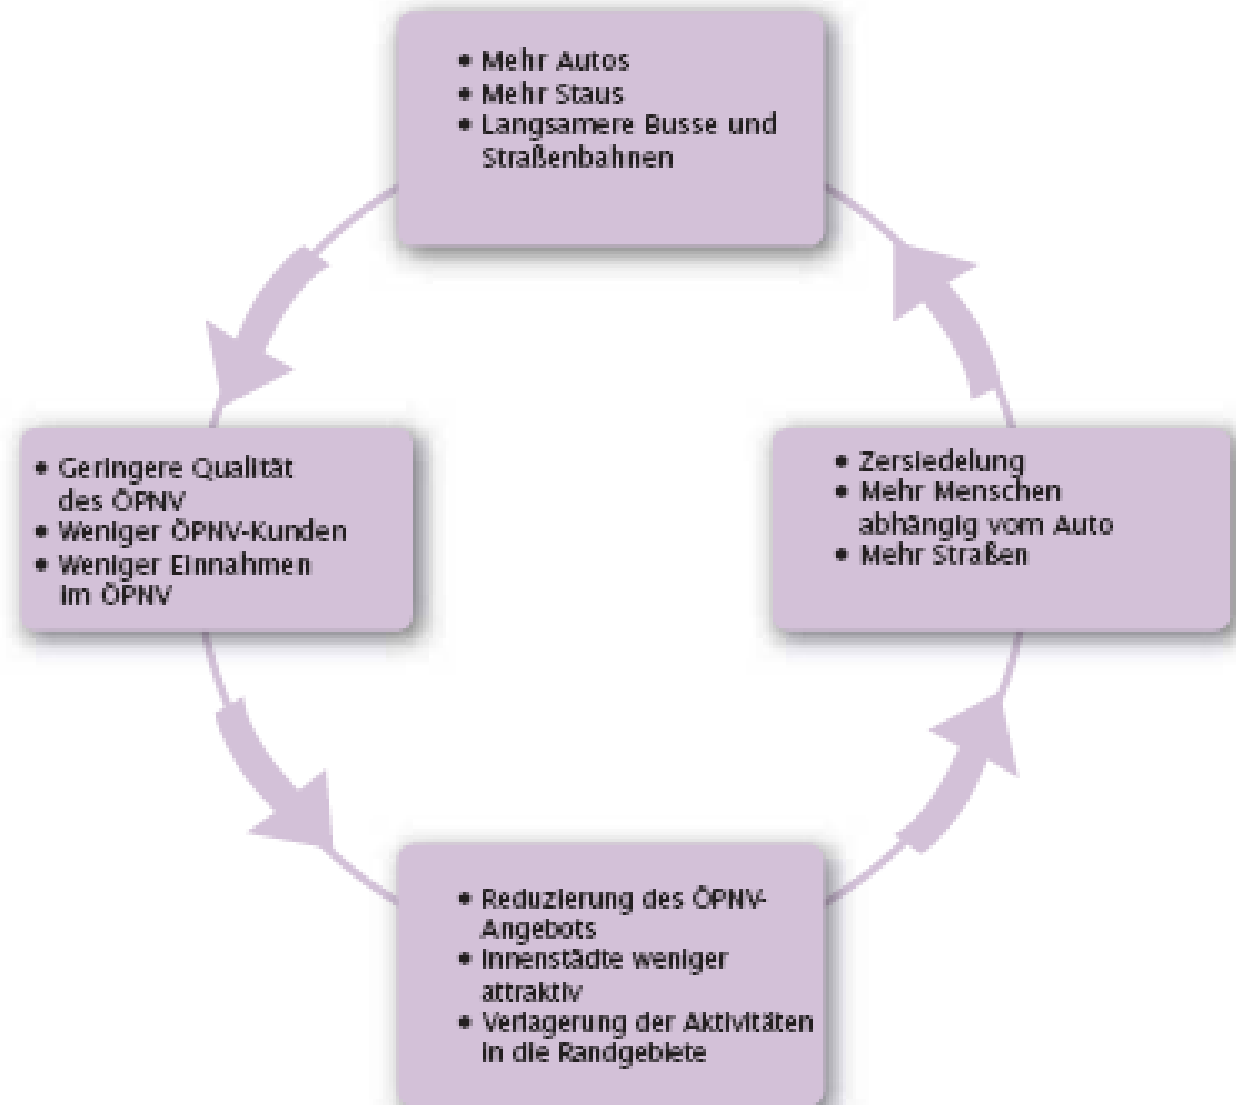 • Mehr Autos
• Mehr Staus
• Langsamere Busse und
Straßenbahnen
• Geringere Qualität
des ÖPNV
• Weniger ÖPNV-Kunden
• Weniger Einnahmen
im ÖPNV
• Zersiedelung
• Mehr Menschen
abhängig vom Auto
• Mehr Straßen
• Reduzierung des ÖPNV-
Angebots
• Innenstädte weniger
attraktiv
• Verlagerung der Aktivitäten
in die Randgebiete